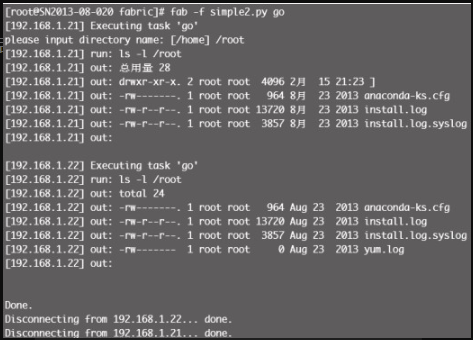 [root@SN2013-08-020 fabric]# fab -f simple2.py go
please input directory name: [/home] /root
[192.168.1.21] Executing task 'go'
[192.168.1.21] run: ls -l /root
[192.168.1.21] out: 总用量 28
[192.168.1.21] out: drwxr-xr-x. 2 root root 4096 2月 15 21:23 ]
[192.168.1.21] out: -rw-------. 1 root root 964 8月 23 2013 anaconda-ks.cfg
[192.168.1.21] out: -rw-r--r--. 1 root root 13720 8月 23 2013 install.log
[192.168.1.21] out: -rw-r--r--. 1 root root 3857 8月 23 2013 install.log.syslog
[192.168.1.21] out:
[192.168.1.22] Executing task 'go'
[192.168.1.22] run: ls -l /root
[192.168.1.22] out: total 24
[192.168.1.22] out: -rw-------. 1 root root 964 Aug 23 2013 anaconda-ks.cfg
[192.168.1.22] out: -rw-r--r--. 1 root root 13720 Aug 23 2013 install.log
[192.168.1.22] out: -rw-r--r--. 1 root root 3857 Aug 23 2013 install.log.syslog
[192.168.1.22] out: -rw------- 1 root root 0 Aug 23 2013 yum.log
[192.168.1.22] out:
Done.
Disconnecting from 192.168.1.22... done.
Disconnecting from 192.168.1.21... done.